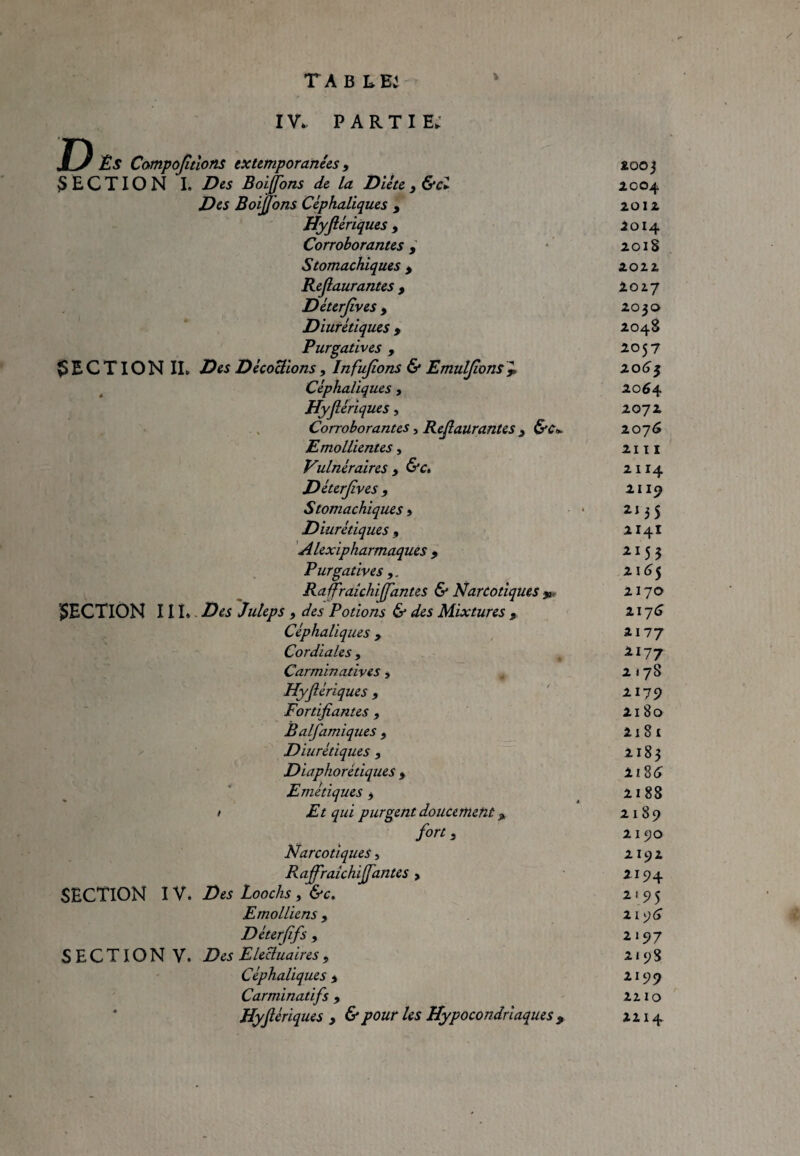 TABLE.
IV. PARTIE.
DES Compoſitions extemporanées, 2003
SECTION I. Des Boiſſons de la Diéte, &c. 2004
Des Boiſſons Céphaliques, 2012
Hyſtériques, 2014
Corroborantes, 2018
Stomachiques, 2022
Reſtaurantes, 2027
Déterſives, 2030
Diurétiques, 2048
Purgatives, 2057
SECTION II. Des Décoctions, Infuſions & Emulſions, 2063
Céphaliques, 2064
Hyſtériques, 2072
Corroborantes, Reſtaurantes, &c. 2076
Emollientes, 2111
Vulnéraires, &c. 2114
Déterſives, 2119
Stomachiques, 2135
Diurétiques, 2141
Alexipharmaques, 2153
Purgatives, 2165
Raffraîchiſſantes & Narcotiques, 2170
SECTION III. Des Juleps, des Potions & des Mixtures, 2176
Céphaliques, 2177
Cordiales, 2177
Carminatives, 2178
Hyſtériques, 2179
Fortifiantes, 2180
Balſamiques, 2181
Diurétiques, 2183
Diaphorétiques, 2186
Emétiques, 2188
Et qui purgent doucement, 2189
fort, 2190
Narcotiques, 2192
Raffraîchiſſantes, 2194
SECTION IV. Des Loochs, &c. 2195
Emolliens, 2196
Déterſifs, 2197
SECTION V. Des Electuaires, 2198
Céphaliques, 2199
Carminatifs, 2210
Hyſtériques, & pour les Hypocondriaques, 2214